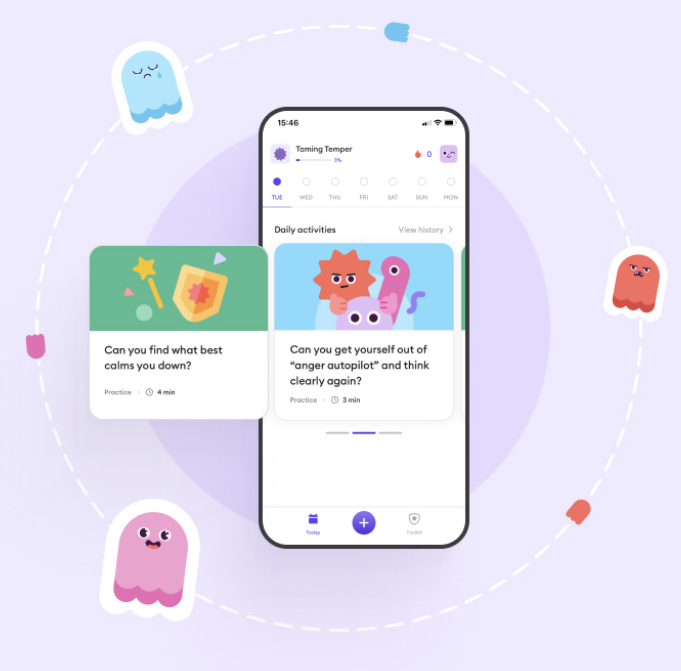 15:46
Taming Temper
3%
0
TUE WED THU FRI SAT SUN MON
Daily activities View history
Can you find what best
calms you down?
Practice 4 min
Can you get yourself out of
“anger autopilot” and think
clearly again?
Practice 3 min
Today Toolkit